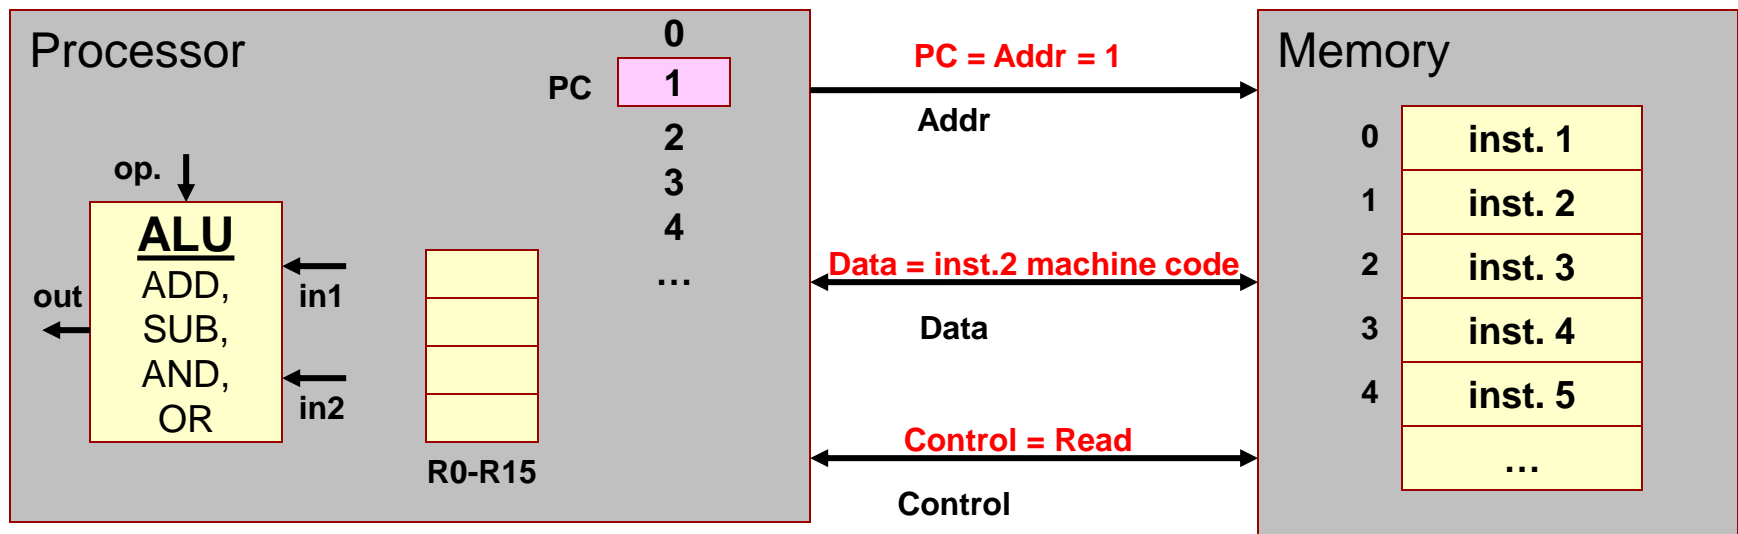 Processor
0
PC
1
2
3
4
...
op.
ALU
ADD,
SUB,
AND,
OR
out
in1
in2
R0-R15
PC = Addr = 1
Addr
Data = inst.2 machine code
Data
Control = Read
Control
Memory
0 inst. 1
1 inst. 2
2 inst. 3
3 inst. 4
4 inst. 5
...